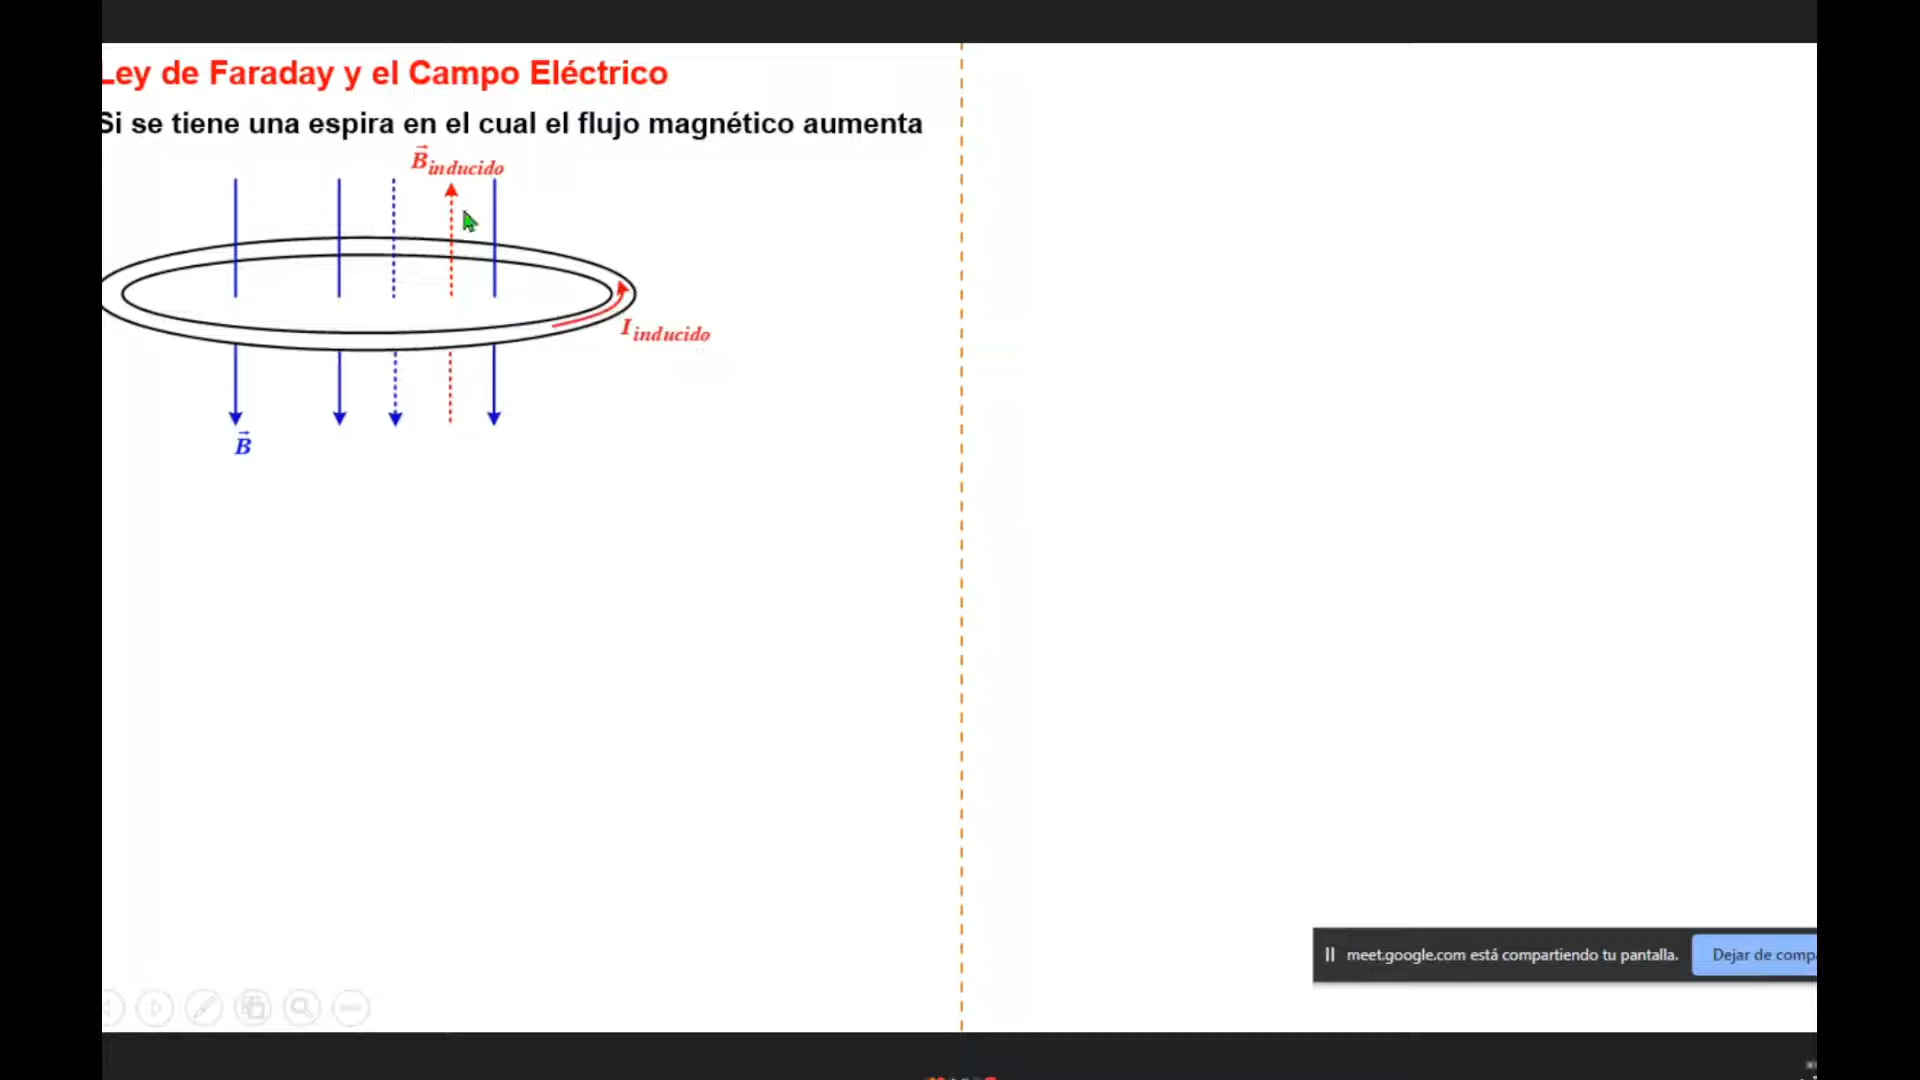 Ley de Faraday y el Campo Eléctrico
Si se tiene una espira en el cual el flujo magnético aumenta
B⃗ inducido
I inducido
B⃗
meet.google.com está compartiendo tu pantalla.
Dejar de comp